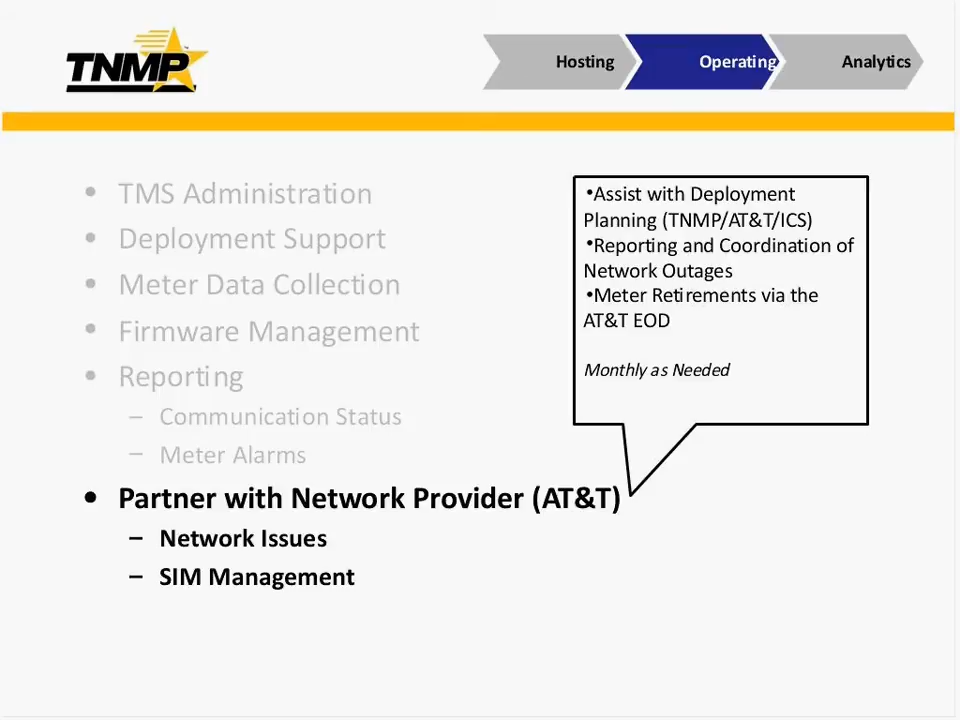 TNMP
Hosting
Operating
Analytics
• TMS Administration
• Deployment Support
• Meter Data Collection
• Firmware Management
• Reporting
– Communication Status
– Meter Alarms
• Partner with Network Provider (AT&T)
– Network Issues
– SIM Management
•Assist with Deployment
Planning (TNMP/AT&T/ICS)
•Reporting and Coordination of
Network Outages
•Meter Retirements via the
AT&T EOD
Monthly as Needed